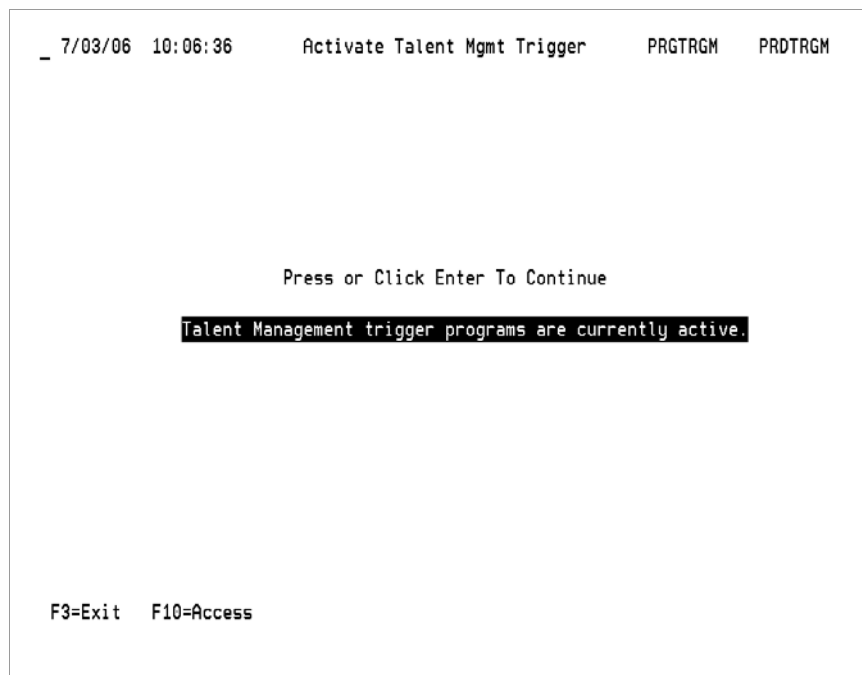 _ 7/03/06 10:06:36 Activate Talent Mgmt Trigger PRGTRGM PRDTRGM
Press or Click Enter To Continue
Talent Management trigger programs are currently active.
F3=Exit F10=Access